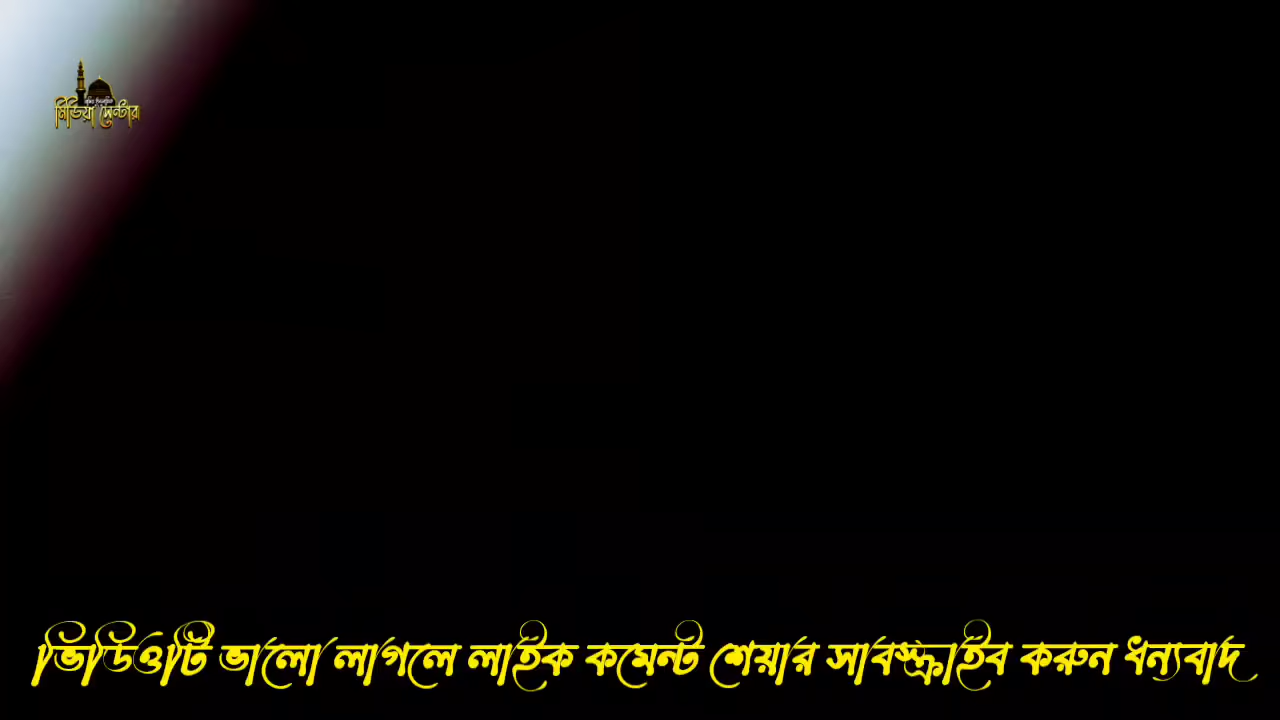 মিডিয়া সেন্টার
ভিডিওটি ভালো লাগলে লাইক কমেন্ট শেয়ার সাবস্ক্রাইব করুন ধন্যবাদ